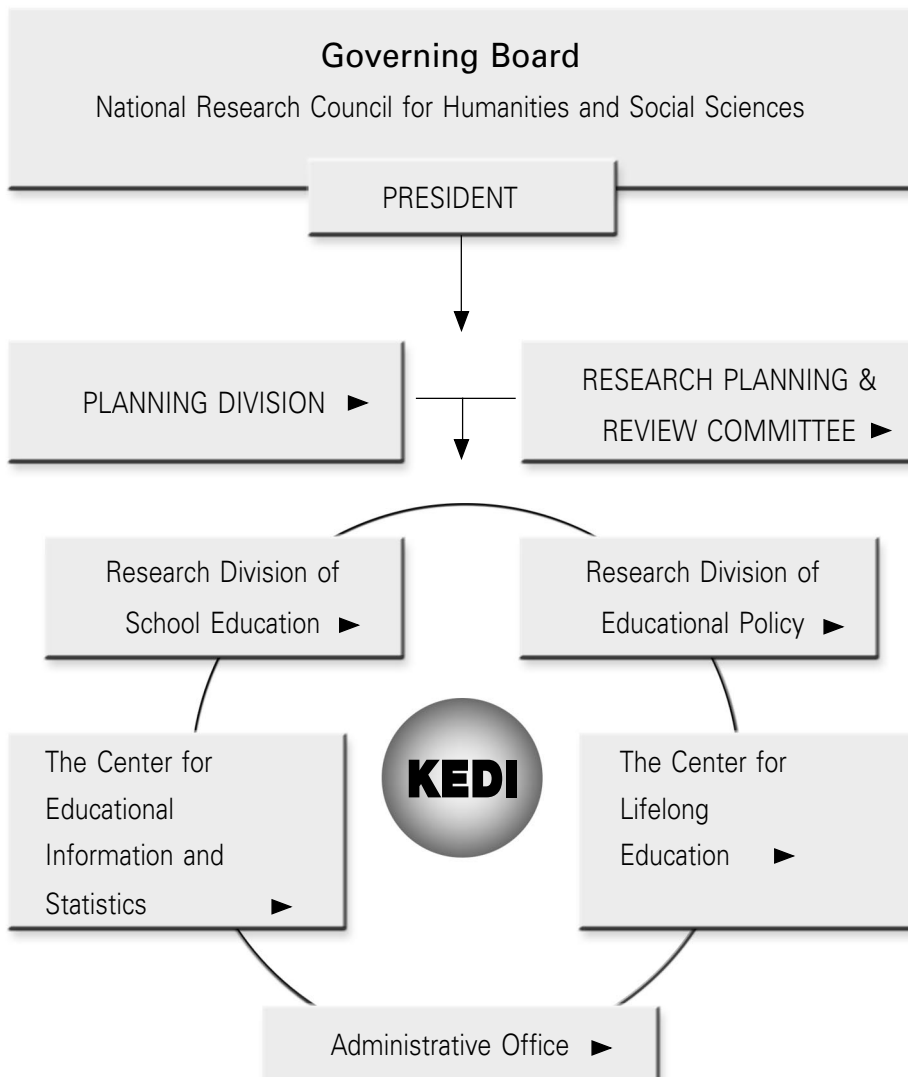 Governing Board
National Research Council for Humanities and Social Sciences
PRESIDENT
PLANNING DIVISION ►
RESEARCH PLANNING &
REVIEW COMMITTEE ►
Research Division of
School Education ►
Research Division of
Educational Policy ►
The Center for
Educational
Information and
Statistics ►
KEDI
The Center for
Lifelong
Education ►
Administrative Office ►